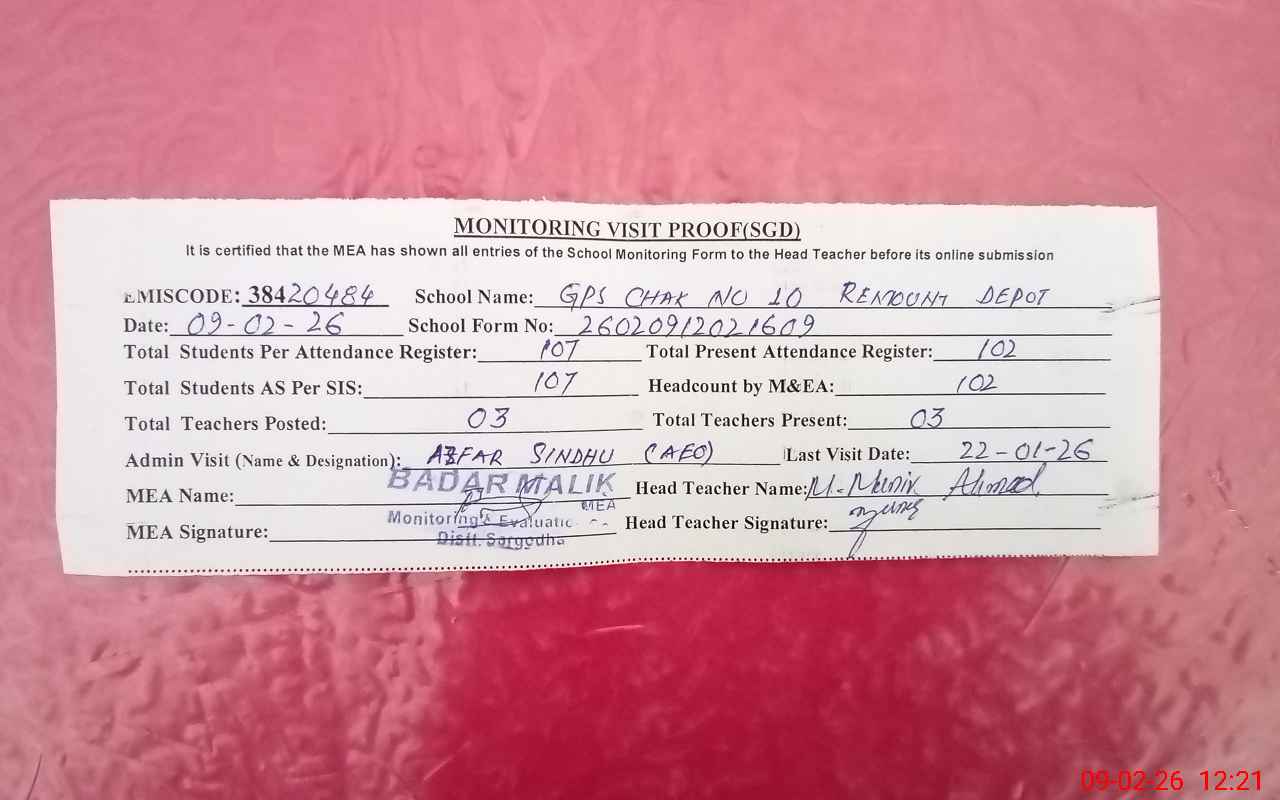 MONITORING VISIT PROOF(SGD)
It is certified that the MEA has shown all entries of the School Monitoring Form to the Head Teacher before its online submission
EMISCODE: 38420484 School Name: GPS CHAK NO 10 REMOUNT DEPOT
Date: 09-02-26 School Form No: 26020912021609
Total Students Per Attendance Register: 107 Total Present Attendance Register: 102
Total Students AS Per SIS: 107 Headcount by M&EA: 102
Total Teachers Posted: 03 Total Teachers Present: 03
Admin Visit (Name & Designation): AZFAR SINDHU (AEO) Last Visit Date: 22-01-26
MEA Name: BADAR MALIK Head Teacher Name: M. Munir Ahmad
MEA
Monitoring & Evaluatio
MEA Signature: Head Teacher Signature:
Distt. Sargodha
09-02-26 12:21